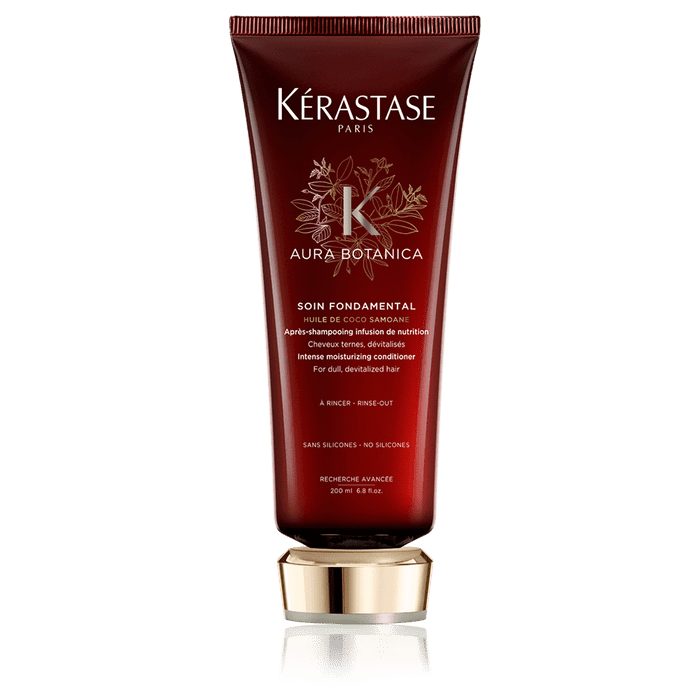 KÉRASTASE
PARIS
K
AURA BOTANICA
SOIN FONDAMENTAL
HUILE DE COCO SAMOANE
Après-shampooing infusion de nutrition
Cheveux ternes, dévitalisés
Intense moisturizing conditioner
For dull, devitalized hair
À RINCER - RINSE-OUT
SANS SILICONES - NO SILICONES
RECHERCHE AVANCÉE
200 ml 6.8 fl.oz.